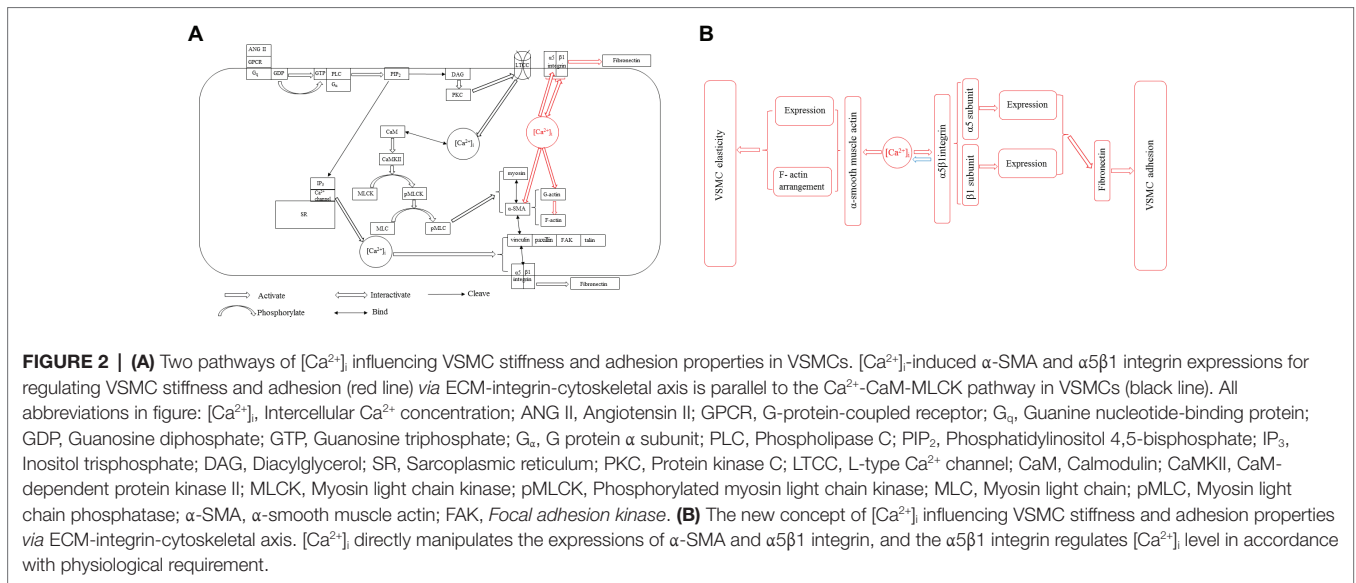 A
ANG II
GPCR
Gq GDP
GTP PLC
Gα
PIP₂
DAG
PKC
LTCC
α5 β1
integrin
Fibronectin
[Ca²⁺]ᵢ
CaM
[Ca²⁺]ᵢ
CaMKII
MLCK
pMLCK
MLC
pMLC
myosin
α-SMA
G-actin
F-actin
IP₃
Ca²⁺
channel
SR
[Ca²⁺]ᵢ
vinculin paxillin FAK talin
α5 β1
integrin
Fibronectin
Activate
Interactivate
Cleave
Phosphorylate
Bind
B
VSMC elasticity
Expression
F- actin
arrangement
α-smooth muscle actin
[Ca²⁺]ᵢ
α5β1integrin
α5 subunit
β1 subunit
Expression
Expression
Fibronectin
VSMC adhesion
FIGURE 2 | (A) Two pathways of [Ca²⁺]ᵢ influencing VSMC stiffness and adhesion properties in VSMCs. [Ca²⁺]ᵢ-induced α-SMA and α5β1 integrin expressions for
regulating VSMC stiffness and adhesion (red line) via ECM-integrin-cytoskeletal axis is parallel to the Ca²⁺-CaM-MLCK pathway in VSMCs (black line). All
abbreviations in figure: [Ca²⁺]ᵢ, Intercellular Ca²⁺ concentration; ANG II, Angiotensin II; GPCR, G-protein-coupled receptor; Gq, Guanine nucleotide-binding protein;
GDP, Guanosine diphosphate; GTP, Guanosine triphosphate; Gα, G protein α subunit; PLC, Phospholipase C; PIP₂, Phosphatidylinositol 4,5-bisphosphate; IP₃,
Inositol trisphosphate; DAG, Diacylglycerol; SR, Sarcoplasmic reticulum; PKC, Protein kinase C; LTCC, L-type Ca²⁺ channel; CaM, Calmodulin; CaMKII, CaM-
dependent protein kinase II; MLCK, Myosin light chain kinase; pMLCK, Phosphorylated myosin light chain kinase; MLC, Myosin light chain; pMLC, Myosin light
chain phosphatase; α-SMA, α-smooth muscle actin; FAK, Focal adhesion kinase. (B) The new concept of [Ca²⁺]ᵢ influencing VSMC stiffness and adhesion properties
via ECM-integrin-cytoskeletal axis. [Ca²⁺]ᵢ directly manipulates the expressions of α-SMA and α5β1 integrin, and the α5β1 integrin regulates [Ca²⁺]ᵢ level in accordance
with physiological requirement.